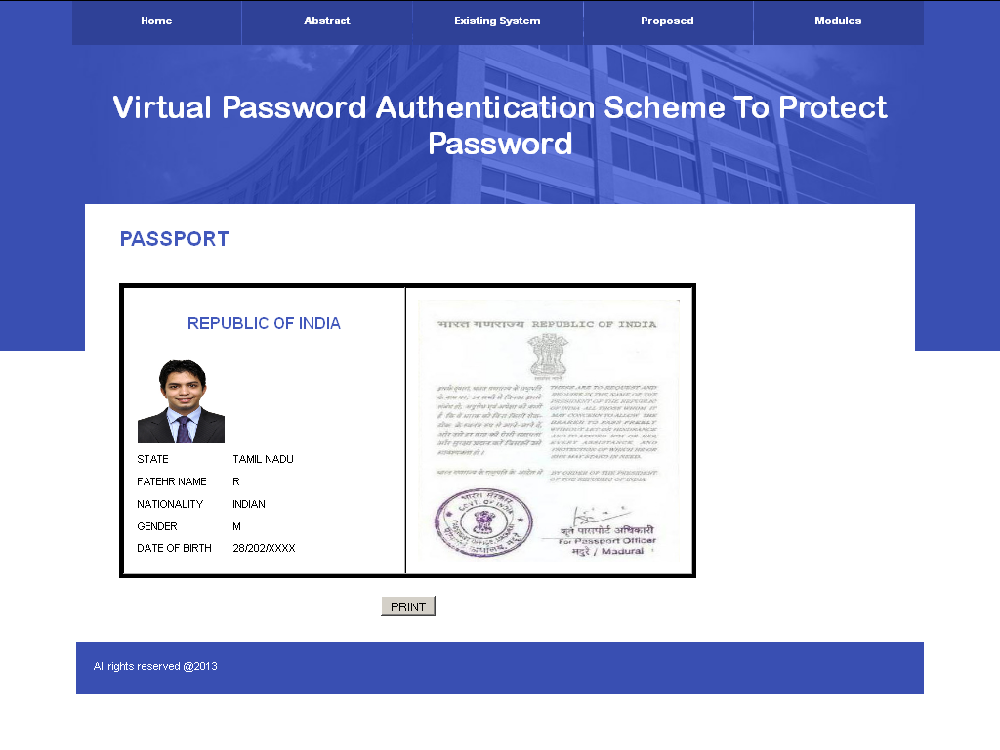 Home Abstract Existing System Proposed Modules
Virtual Password Authentication Scheme To Protect
Password
PASSPORT
REPUBLIC OF INDIA
STATE TAMIL NADU
FATEHR NAME R
NATIONALITY INDIAN
GENDER M
DATE OF BIRTH 28/202/XXXX
भारत गणराज्य REPUBLIC OF INDIA
THESE ARE TO REQUEST AND
REQUIRE IN THE NAME OF THE
PRESIDENT OF THE REPUBLIC
OF INDIA ALL THOSE WHOM IT
MAY CONCERN TO ALLOW THE
BEARER TO PASS FREELY
WITHOUT LET OR HINDRANCE
AND TO AFFORD HIM OR HER,
EVERY ASSISTANCE AND
PROTECTION OF WHICH HE OR
SHE MAY STAND IN NEED.
BY ORDER OF THE PRESIDENT
OF THE REPUBLIC OF INDIA
कृते पासपोर्ट अधिकारी
For Passport Officer
मदुरै / Madurai
PRINT
All rights reserved @2013